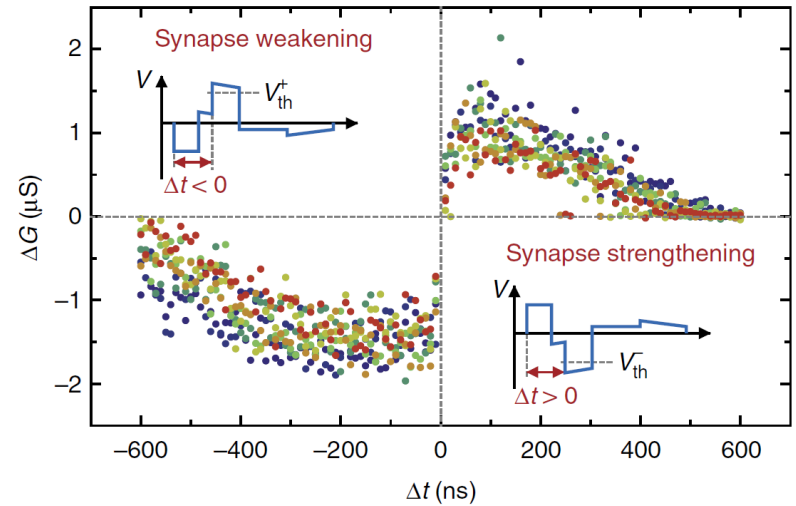 2
1
0
−1
−2
ΔG (μS)
Synapse weakening
V
V+th
Δt < 0
Synapse strengthening
V
V−th
Δt > 0
−600
−400
−200
0
200
400
600
Δt (ns)